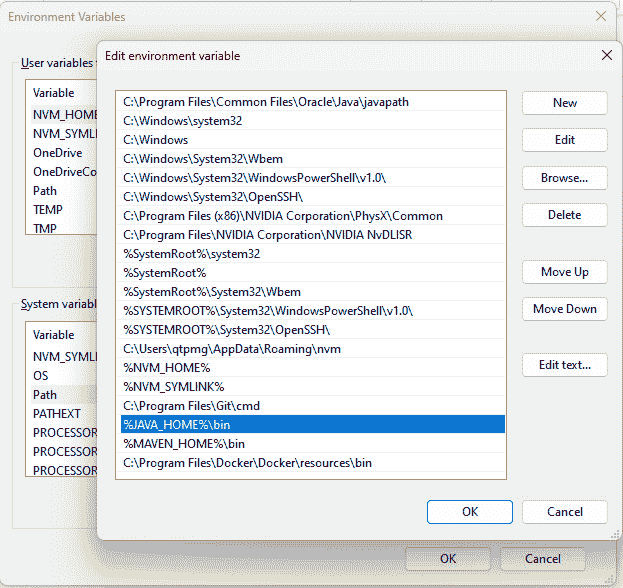 Environment Variables
Edit environment variable
User variables
Variable
NVM_HOME
NVM_SYMLI
OneDrive
OneDriveCo
Path
TEMP
TMP
System variabl
Variable
NVM_SYMLI
OS
Path
PATHEXT
PROCESSOR
PROCESSOR
PROCESSOR
C:\Program Files\Common Files\Oracle\Java\javapath
C:\Windows\system32
C:\Windows
C:\Windows\System32\Wbem
C:\Windows\System32\WindowsPowerShell\v1.0\
C:\Windows\System32\OpenSSH\
C:\Program Files (x86)\NVIDIA Corporation\PhysX\Common
C:\Program Files\NVIDIA Corporation\NVIDIA NvDLISR
%SystemRoot%\system32
%SystemRoot%
%SystemRoot%\System32\Wbem
%SYSTEMROOT%\System32\WindowsPowerShell\v1.0\
%SYSTEMROOT%\System32\OpenSSH\
C:\Users\qtpmg\AppData\Roaming\nvm
%NVM_HOME%
%NVM_SYMLINK%
C:\Program Files\Git\cmd
%JAVA_HOME%\bin
%MAVEN_HOME%\bin
C:\Program Files\Docker\Docker\resources\bin
New
Edit
Browse...
Delete
Move Up
Move Down
Edit text...
OK
Cancel
OK
Cancel